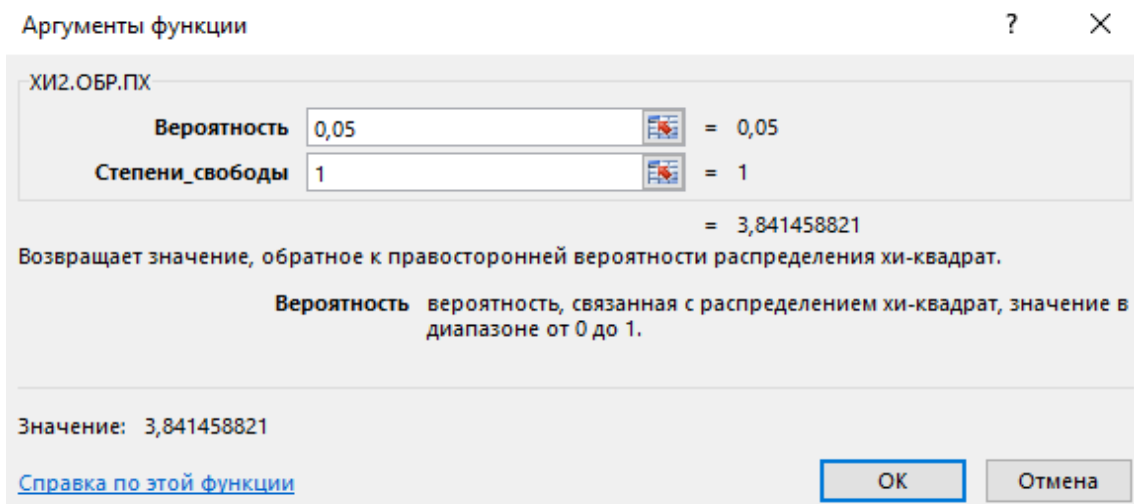 Аргументы функции ? ×
ХИ2.ОБР.ПХ
Вероятность 0,05 = 0,05
Степени_свободы 1 = 1
= 3,841458821
Возвращает значение, обратное к правосторонней вероятности распределения хи-квадрат.
Вероятность вероятность, связанная с распределением хи-квадрат, значение в
диапазоне от 0 до 1.
Значение: 3,841458821
Справка по этой функции ОК Отмена